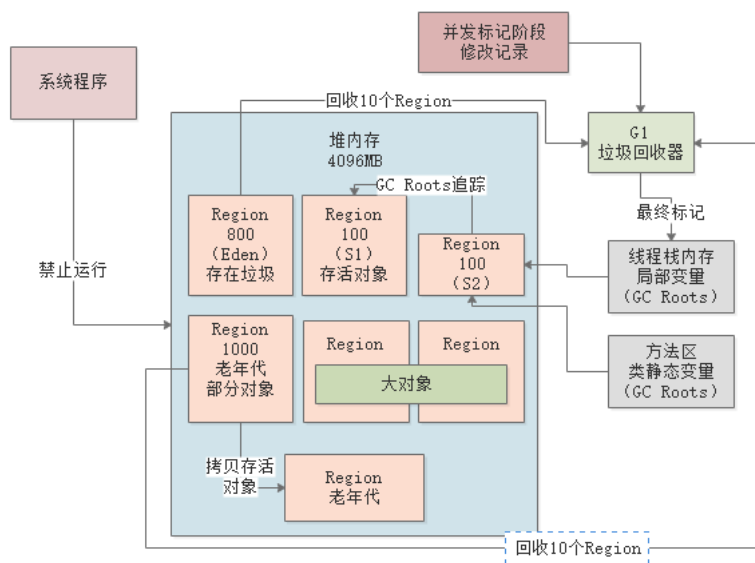 并发标记阶段
修改记录
系统程序
回收10个Region
堆内存
4096MB
G1
垃圾回收器
GC Roots追踪
最终标记
Region
800
（Eden）
存在垃圾
Region
100
（S1）
存活对象
Region
100
（S2）
线程栈内存
局部变量
（GC Roots）
禁止运行
Region
1000
老年代
部分对象
Region
Region
大对象
方法区
类静态变量
（GC Roots）
拷贝存活
对象
Region
老年代
回收10个Region